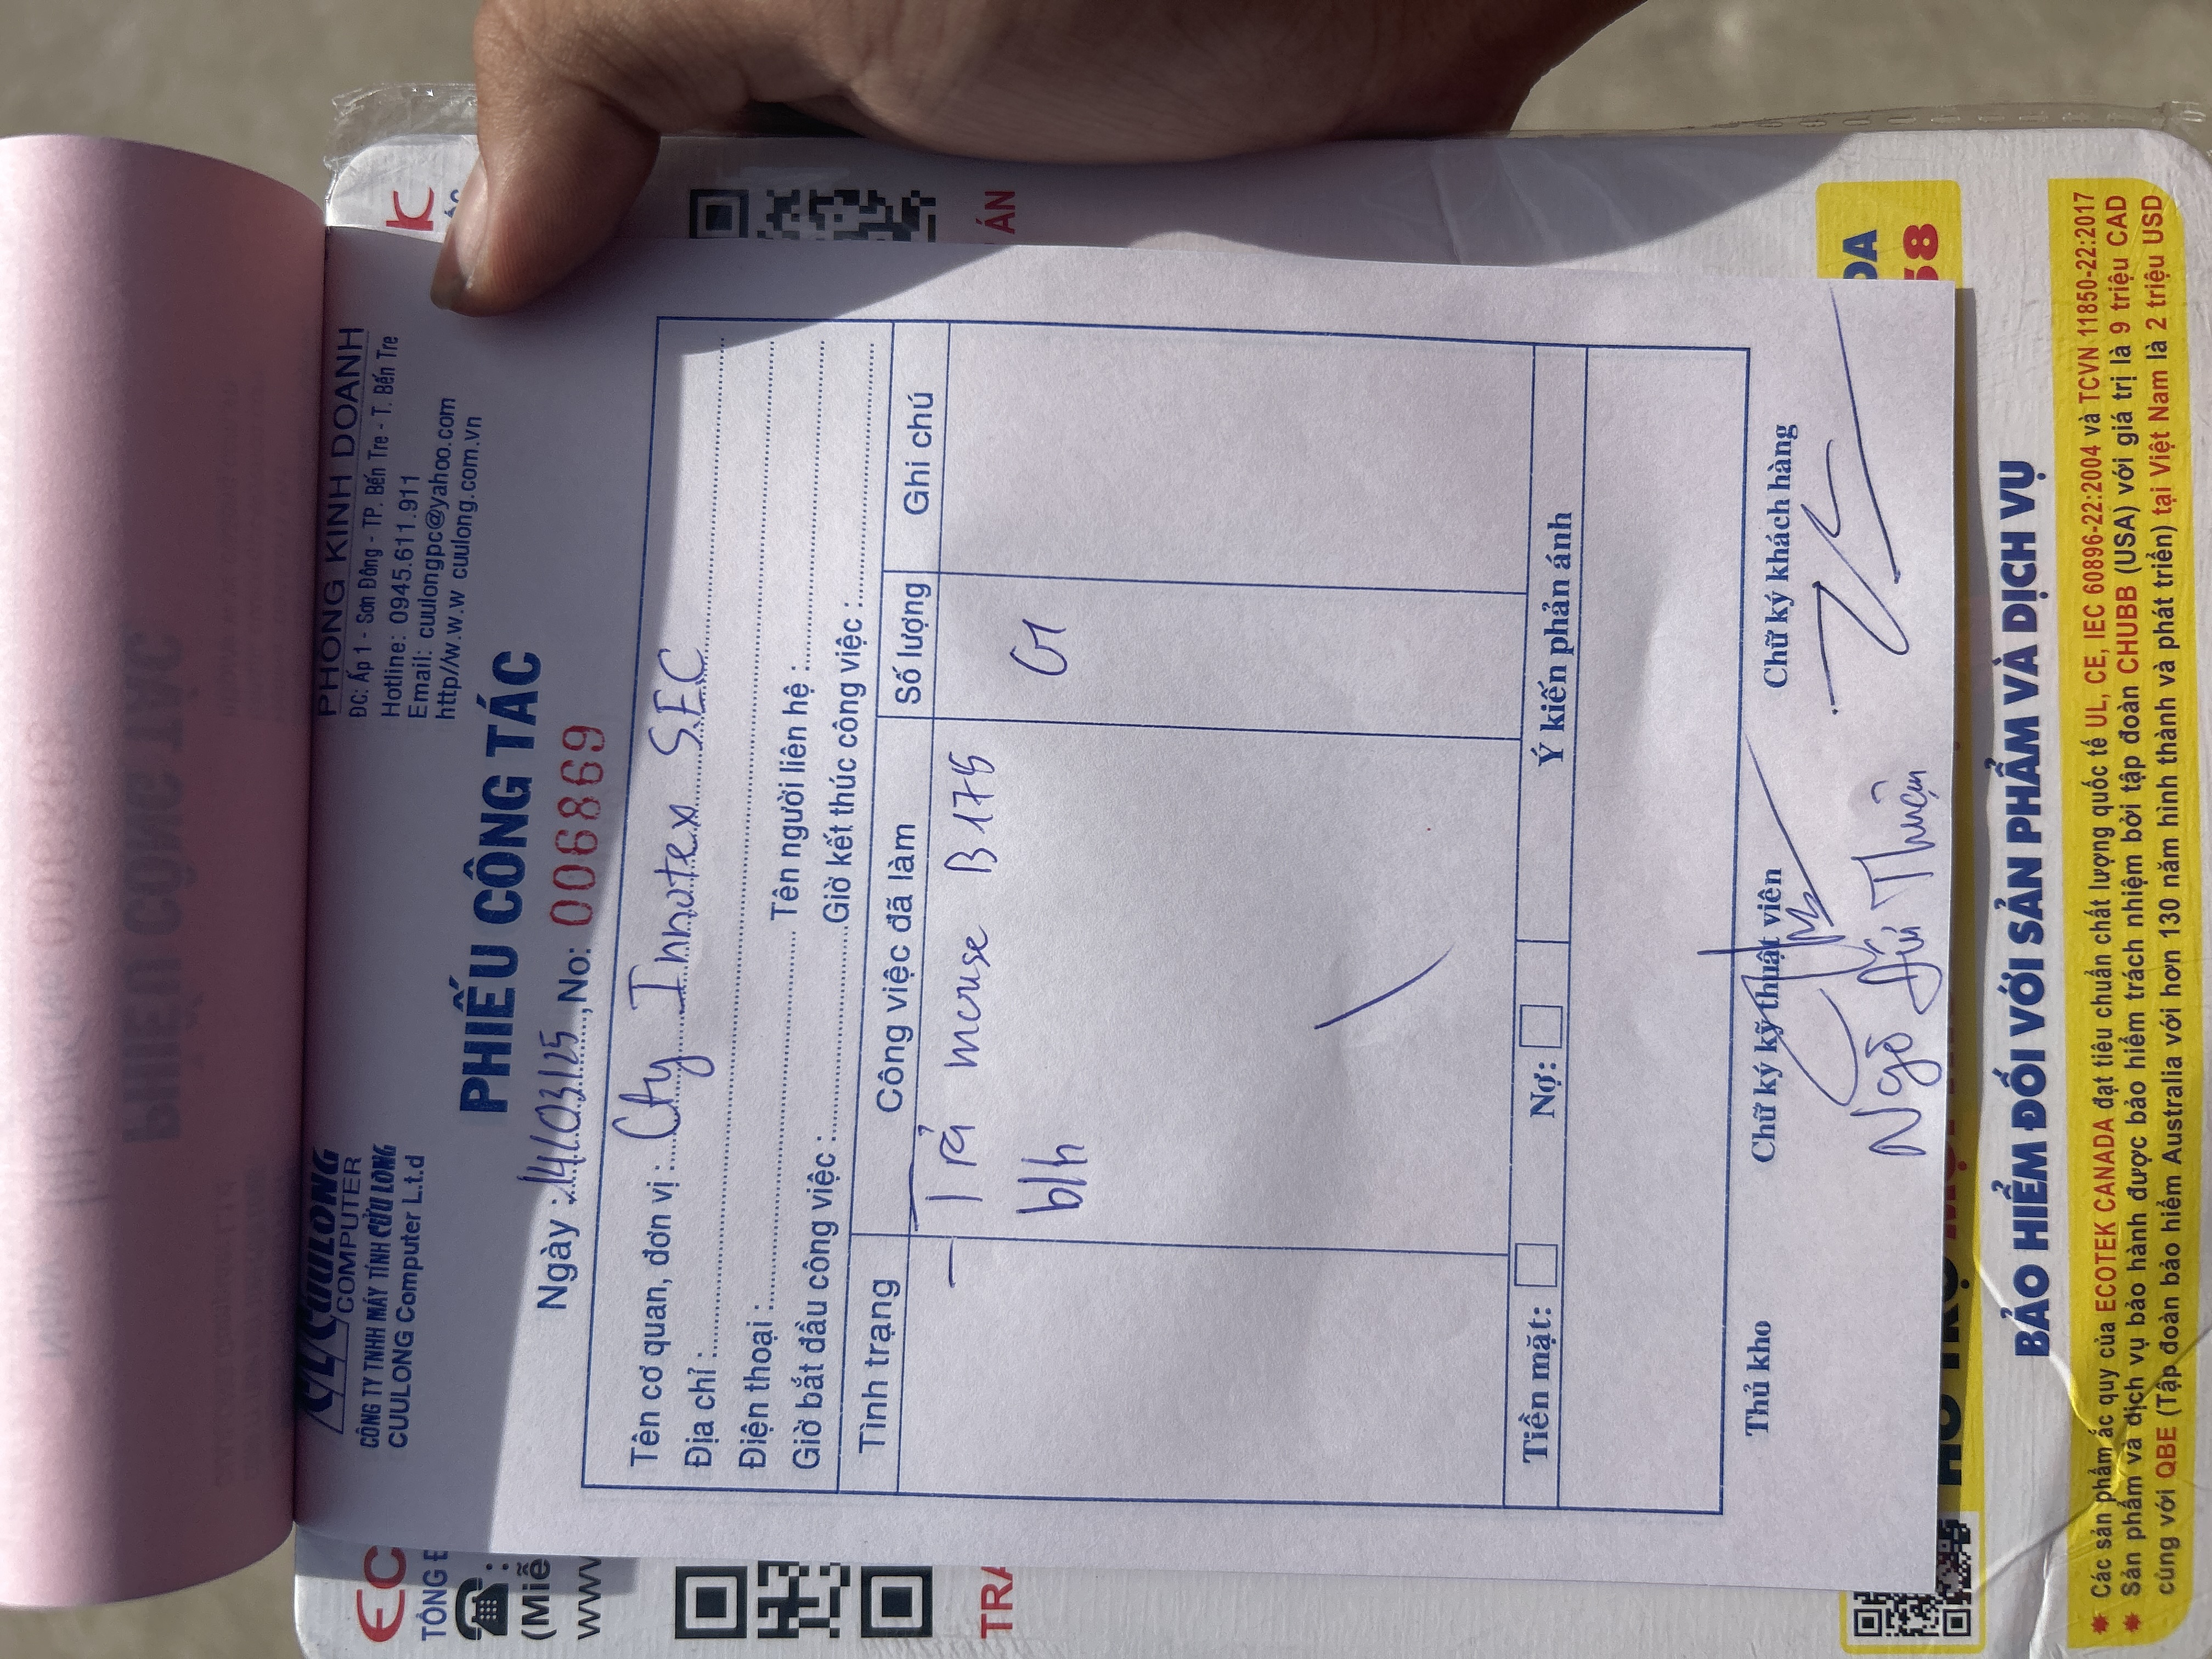 CUULONG
COMPUTER
CÔNG TY TNHH MÁY TÍNH CỬU LONG
CUULONG Computer L.t.d
PHÒNG KINH DOANH
ĐC: Ấp 1 - Sơn Đông - TP. Bến Tre - T. Bến Tre
Hotline: 0945.611.911
Email: cuulongpc@yahoo.com
http//w.w.w cuulong.com.vn
PHIẾU CÔNG TÁC
Ngày : 14/03/25, No: 006869
Tên cơ quan, đơn vị : Cty Innotex S.E.C
Địa chỉ :
Điện thoại : Tên người liên hệ :
Giờ bắt đầu công việc : Giờ kết thúc công việc :
Tình trạng Công việc đã làm Số lượng Ghi chú
- Trả mouse B175 01
b/h
Tiền mặt: Nợ: Ý kiến phản ánh
Thủ kho Chữ ký kỹ thuật viên Chữ ký khách hàng
Ngô Đức Thuận
BẢO HIỂM ĐỐI VỚI SẢN PHẨM VÀ DỊCH VỤ
Các sản phẩm ắc quy của ECOTEK CANADA đạt tiêu chuẩn chất lượng quốc tế UL, CE, IEC 60896-22:2004 và TCVN 11850-22:2017
Sản phẩm và dịch vụ bảo hành được bảo hiểm trách nhiệm bởi tập đoàn CHUBB (USA) với giá trị là 9 triệu CAD
cùng với QBE (Tập đoàn bảo hiểm Australia với hơn 130 năm hình thành và phát triển) tại Việt Nam là 2 triệu USD